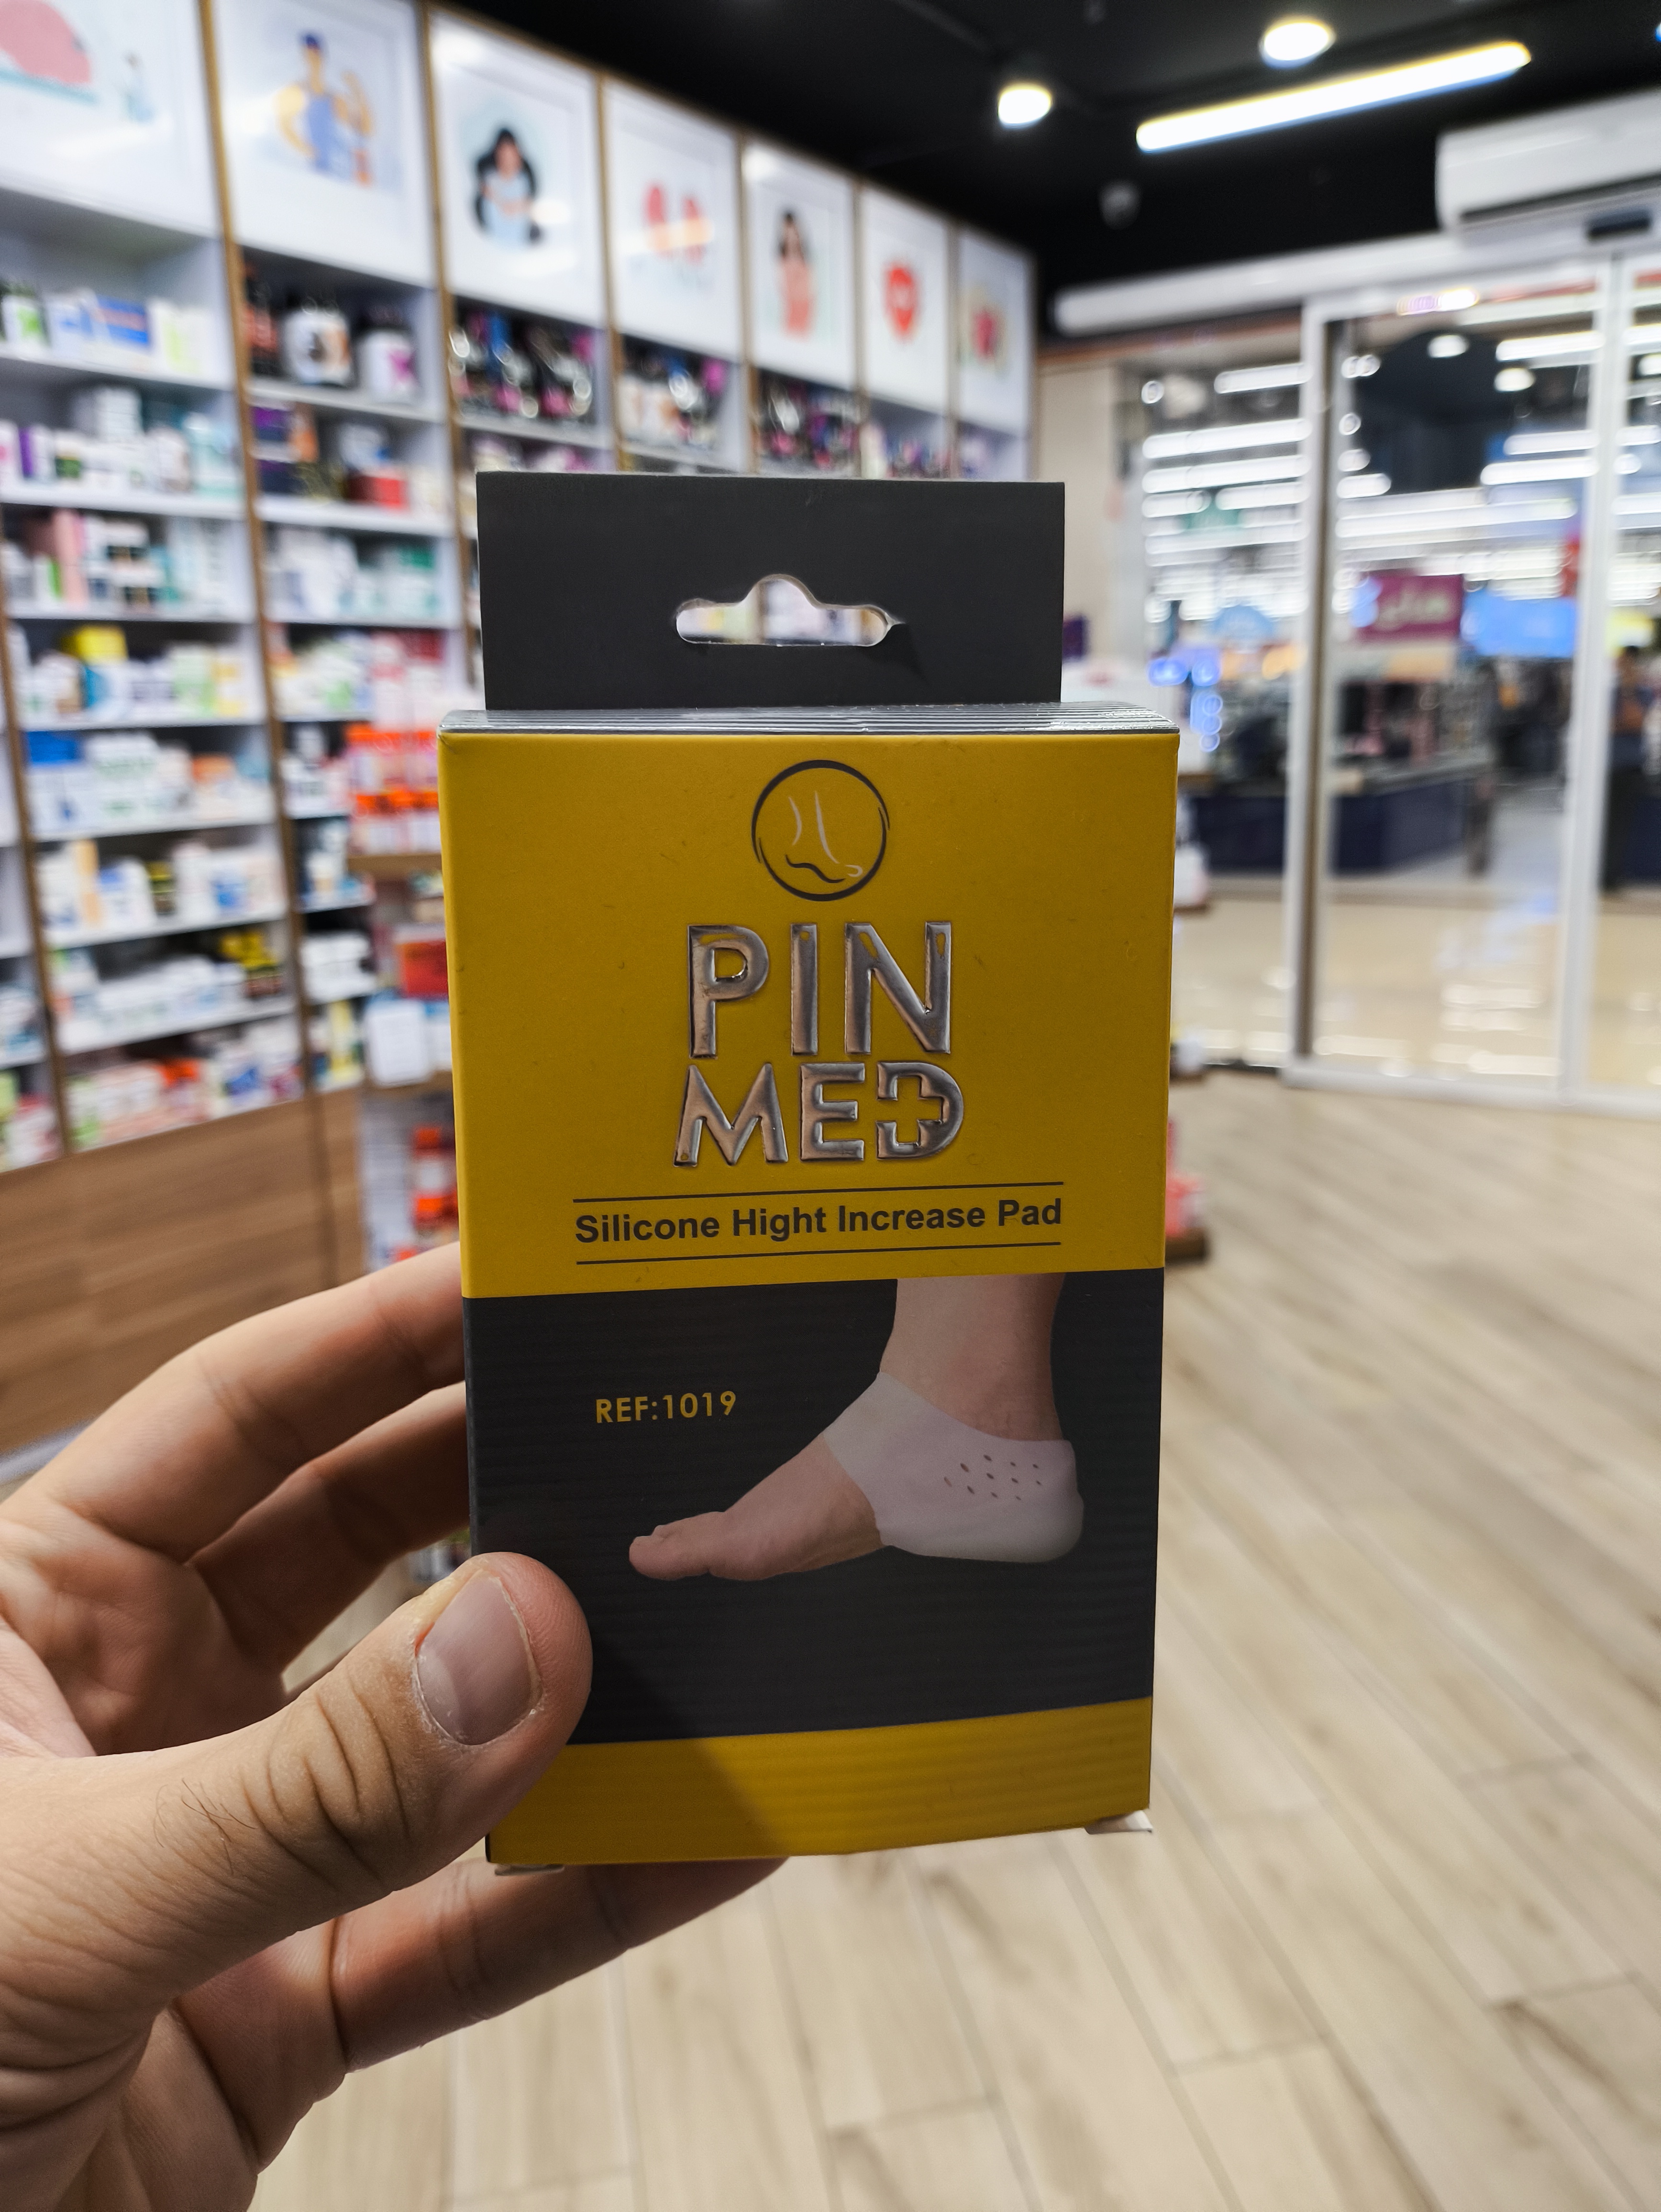 PIN
MED
Silicone Hight Increase Pad
REF:1019